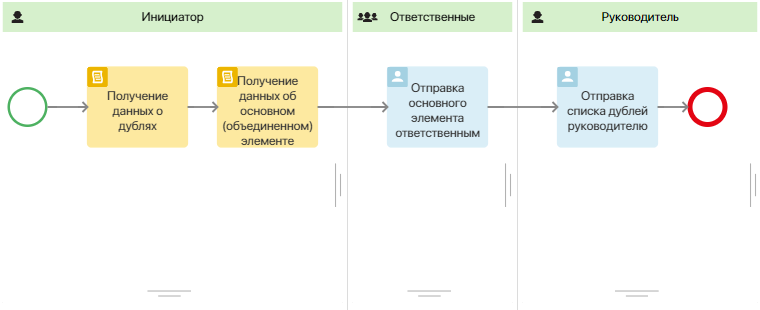 Инициатор
Ответственные
Руководитель
Получение
данных о
дублях
Получение
данных об
основном
(объединенном)
элементе
Отправка
основного
элемента
ответственным
Отправка
списка дублей
руководителю